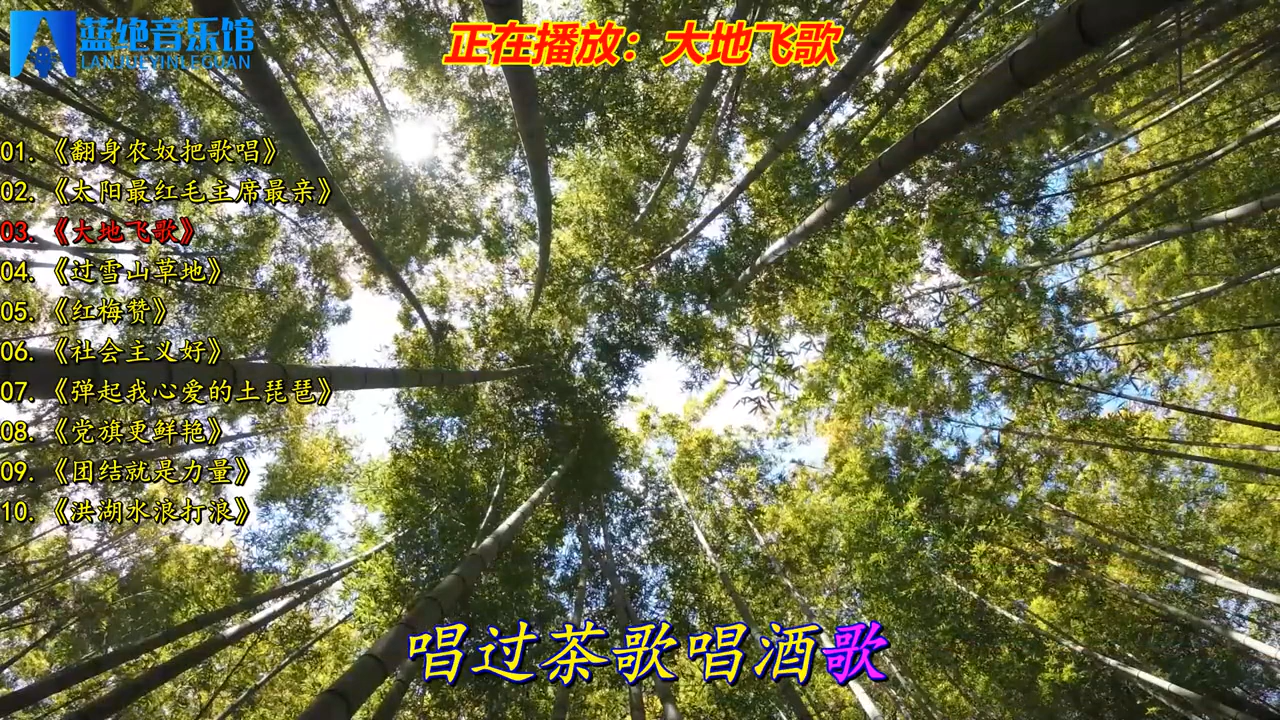 蓝绝音乐馆
LANJUEYINLEGUAN
正在播放：大地飞歌
01.《翻身农奴把歌唱》
02.《太阳最红毛主席最亲》
03.《大地飞歌》
04.《过雪山草地》
05.《红梅赞》
06.《社会主义好》
07.《弹起我心爱的土琵琶》
08.《党旗更鲜艳》
09.《团结就是力量》
10.《洪湖水浪打浪》
唱过茶歌唱酒歌